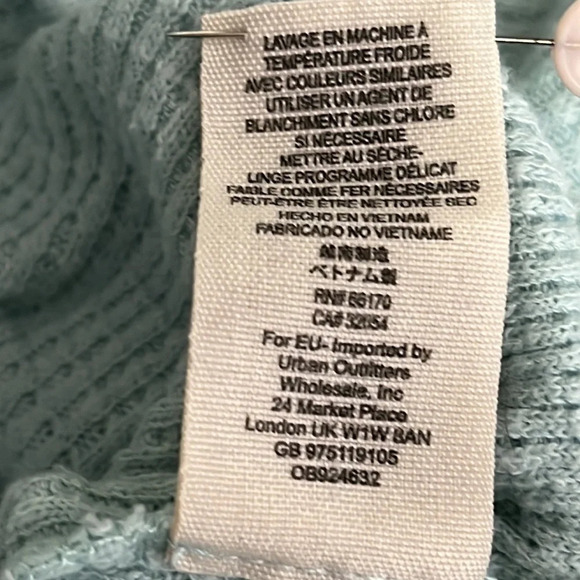 LAVAGE EN MACHINE À
TEMPÉRATURE FROIDE
AVEC COULEURS SIMILAIRES
UTILISER UN AGENT DE
BLANCHIMENT SANS CHLORE
SI NÉCESSAIRE
METTRE AU SÈCHE-
LINGE PROGRAMME DÉLICAT
FAIBLE COMME FER NÉCESSAIRES
PEUT-ÊTRE ÊTRE NETTOYÉE SEC
HECHO EN VIETNAM
FABRICADO NO VIETNAME
越南制造
ベトナム製
RN# 66170
CA# 32054
For EU- Imported by
Urban Outfitters
Wholesale, Inc
24 Market Place
London UK W1W 8AN
GB 975119105
OB924632